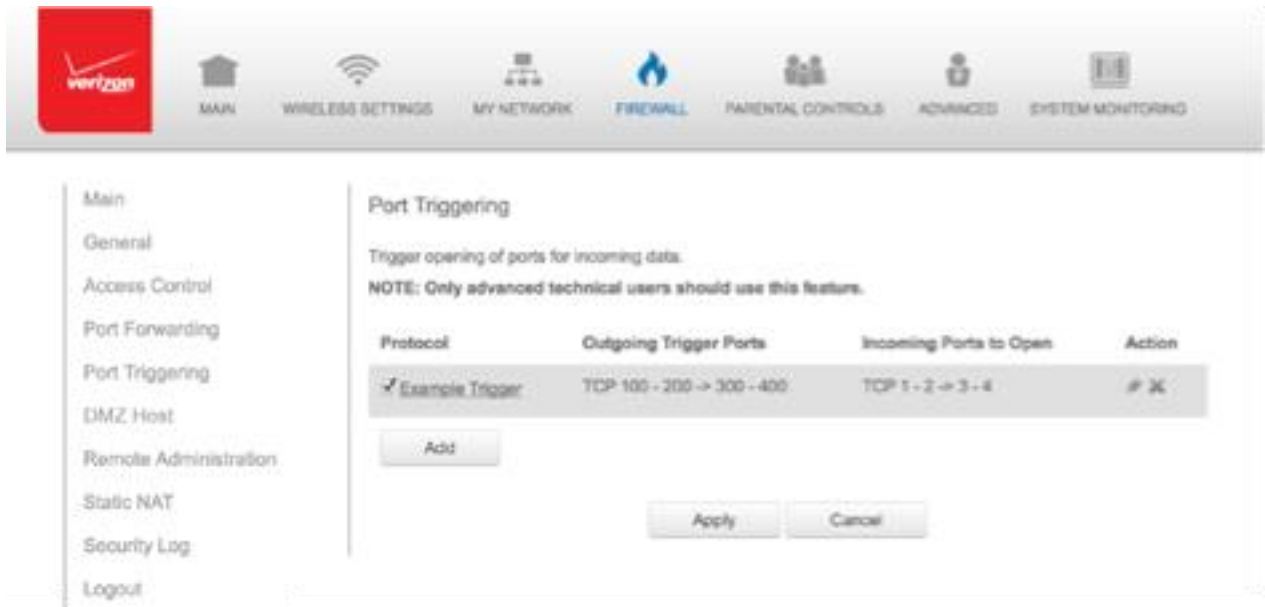 verizon
MAIN
WIRELESS SETTINGS
MY NETWORK
FIREWALL
PARENTAL CONTROLS
ADVANCED
SYSTEM MONITORING
Main
General
Access Control
Port Forwarding
Port Triggering
DMZ Host
Remote Administration
Static NAT
Security Log
Logout
Port Triggering
Trigger opening of ports for incoming data.
NOTE: Only advanced technical users should use this feature.
Protocol Outgoing Trigger Ports Incoming Ports to Open Action
Example Trigger TCP 100 - 200 -> 300 - 400 TCP 1 - 2 -> 3 - 4
Add
Apply Cancel